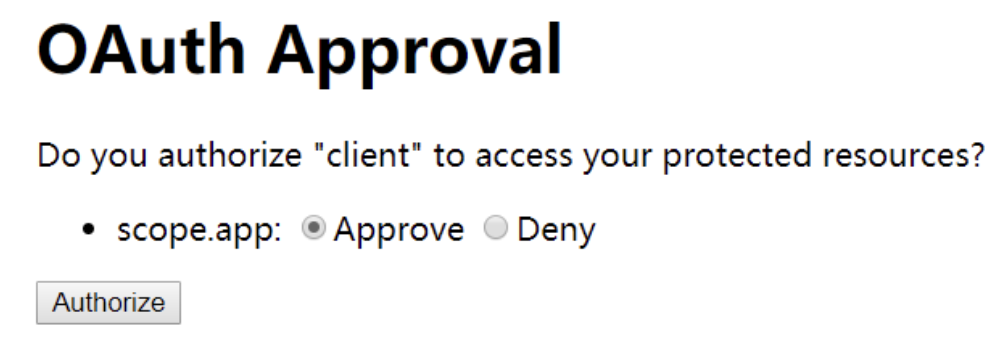 OAuth Approval
Do you authorize "client" to access your protected resources?
• scope.app: Approve Deny
Authorize